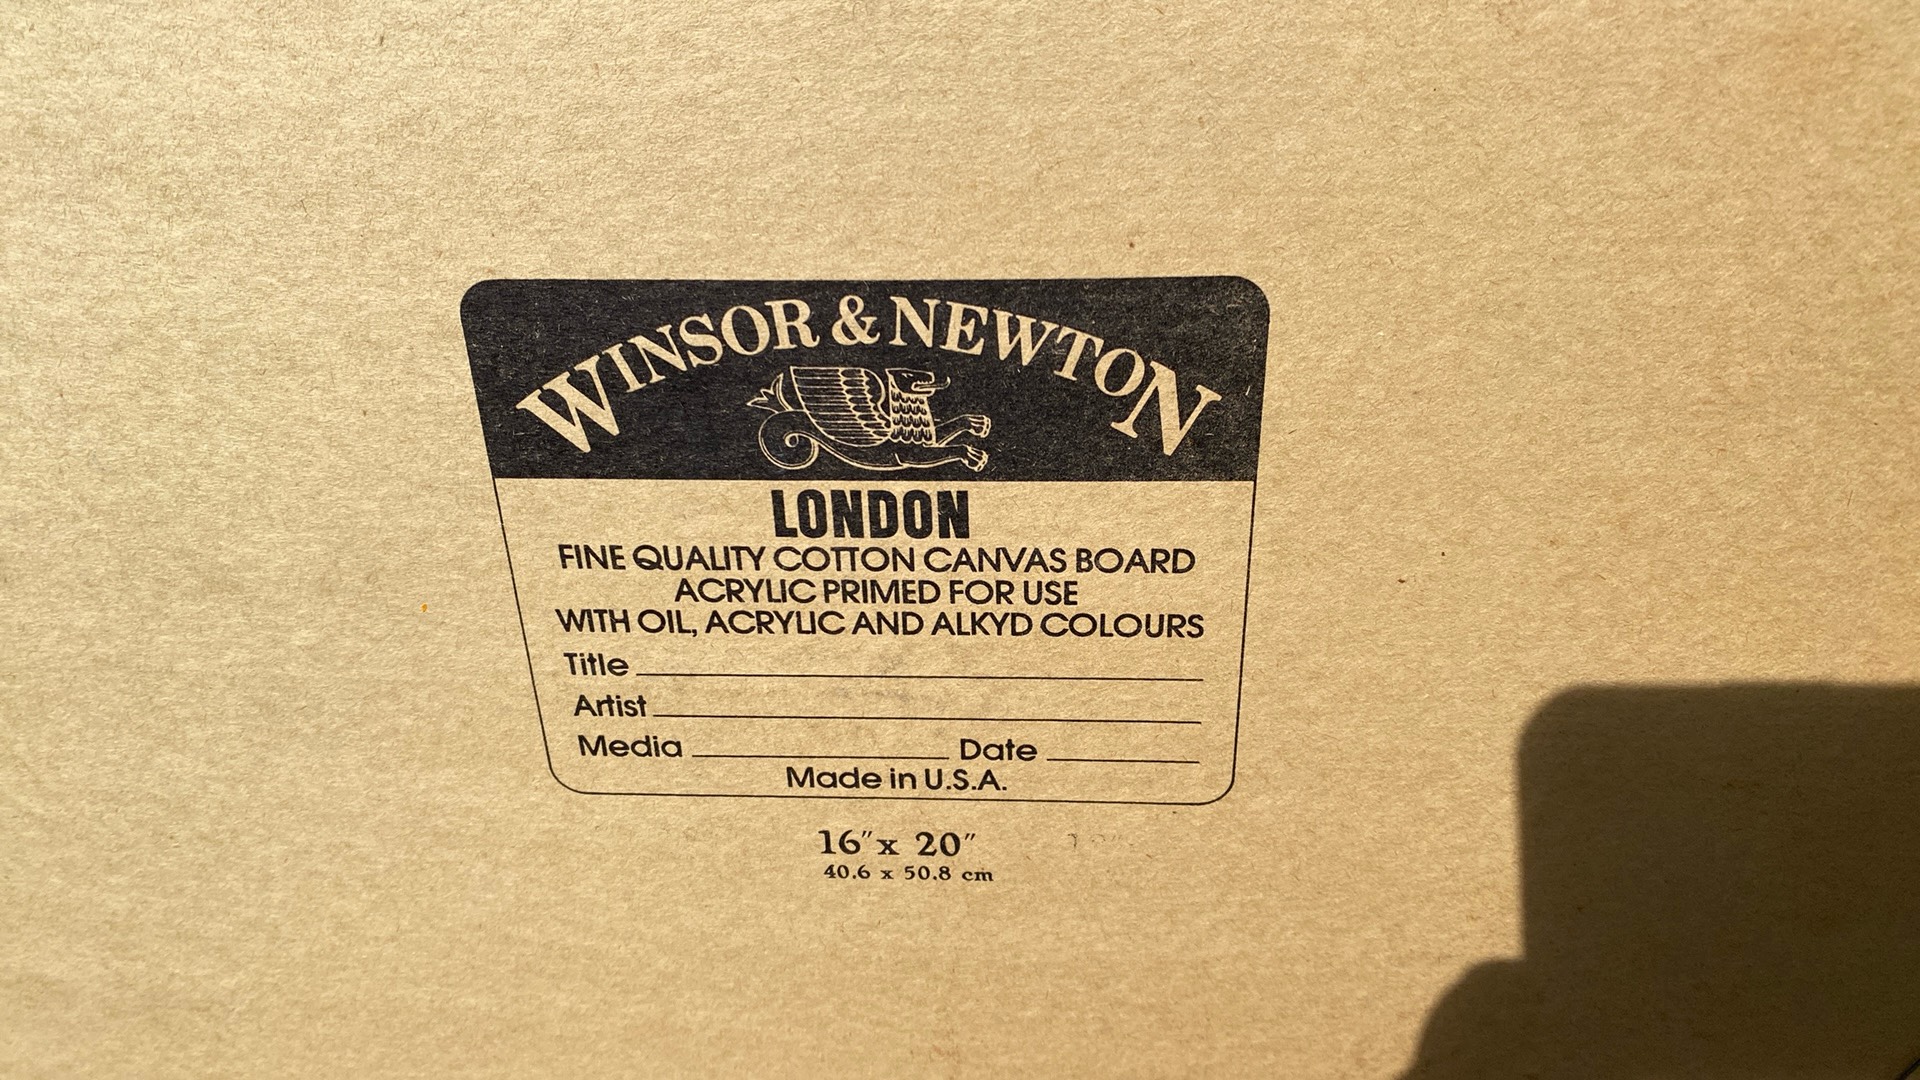 WINSOR & NEWTON
LONDON
FINE QUALITY COTTON CANVAS BOARD
ACRYLIC PRIMED FOR USE
WITH OIL, ACRYLIC AND ALKYD COLOURS
Title
Artist
Media Date
Made in U.S.A.
16″ x 20″
40.6 x 50.8 cm